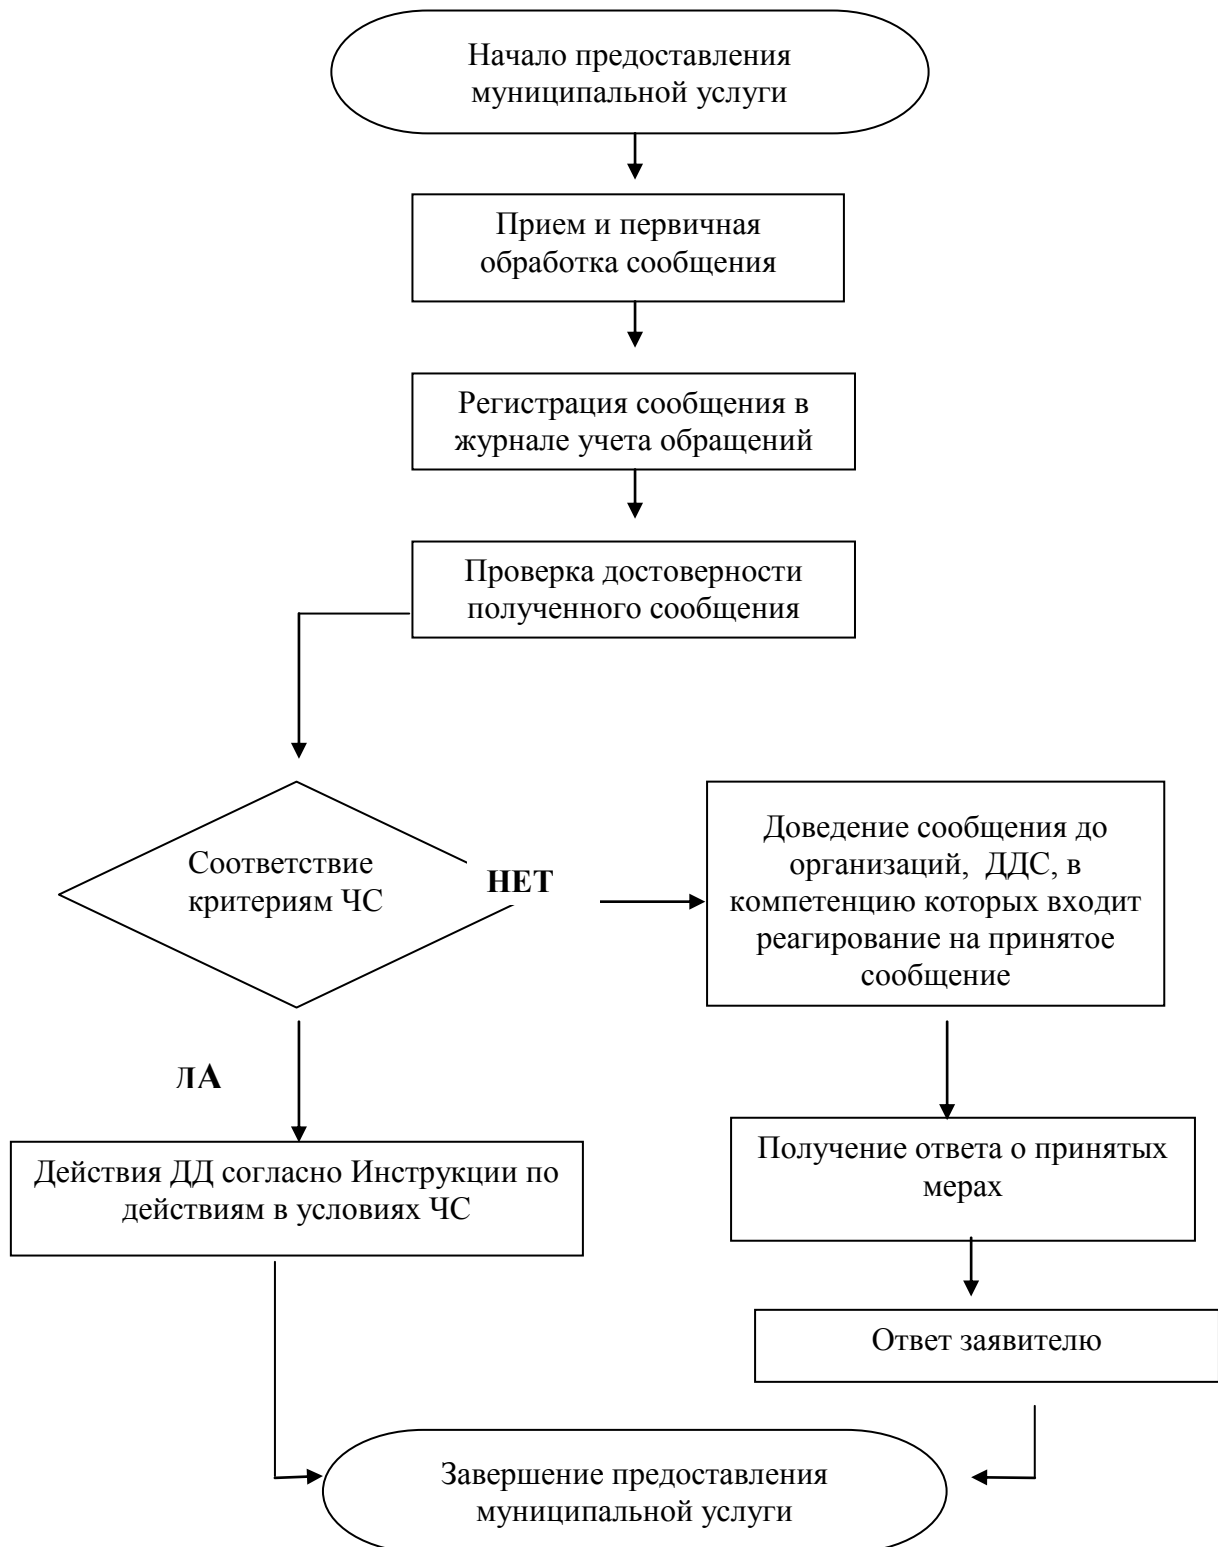 Начало предоставления
муниципальной услуги
Прием и первичная
обработка сообщения
Регистрация сообщения в
журнале учета обращений
Проверка достоверности
полученного сообщения
Соответствие
критериям ЧС
НЕТ
Доведение сообщения до
организаций, ДДС, в
компетенцию которых входит
реагирование на принятое
сообщение
ДА
Действия ДД согласно Инструкции по
действиям в условиях ЧС
Получение ответа о принятых
мерах
Ответ заявителю
Завершение предоставления
муниципальной услуги